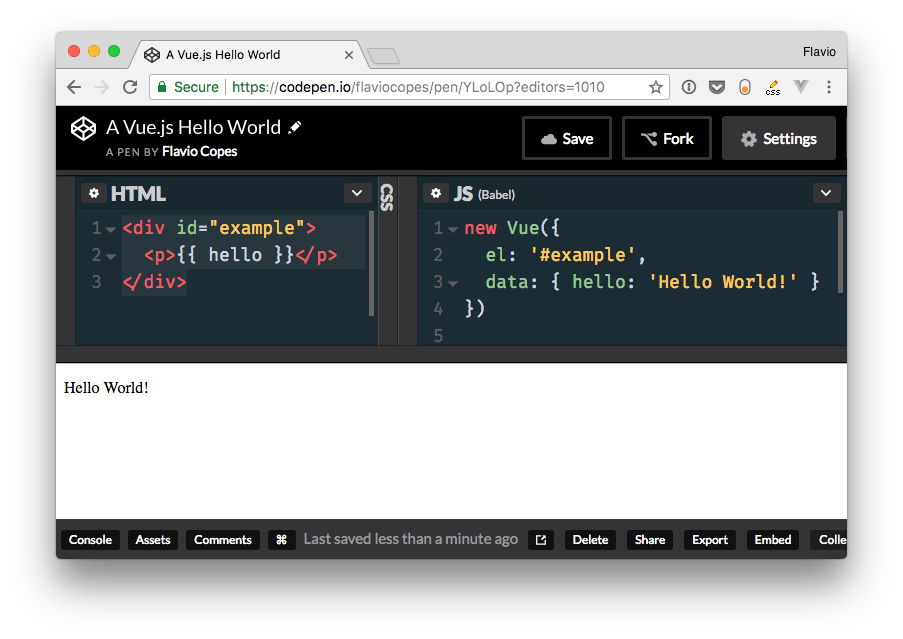 A Vue.js Hello World
Flavio
Secure https://codepen.io/flaviocopes/pen/YLoLOp?editors=1010
css
A Vue.js Hello World
A PEN BY Flavio Copes
Save
Fork
Settings
HTML
1 <div id="example">
2 <p>{{ hello }}</p>
3 </div>
CSS
JS (Babel)
1 new Vue({
2 el: '#example',
3 data: { hello: 'Hello World!' }
4 })
5
Hello World!
Console Assets Comments ⌘ Last saved less than a minute ago Delete Share Export Embed Colle